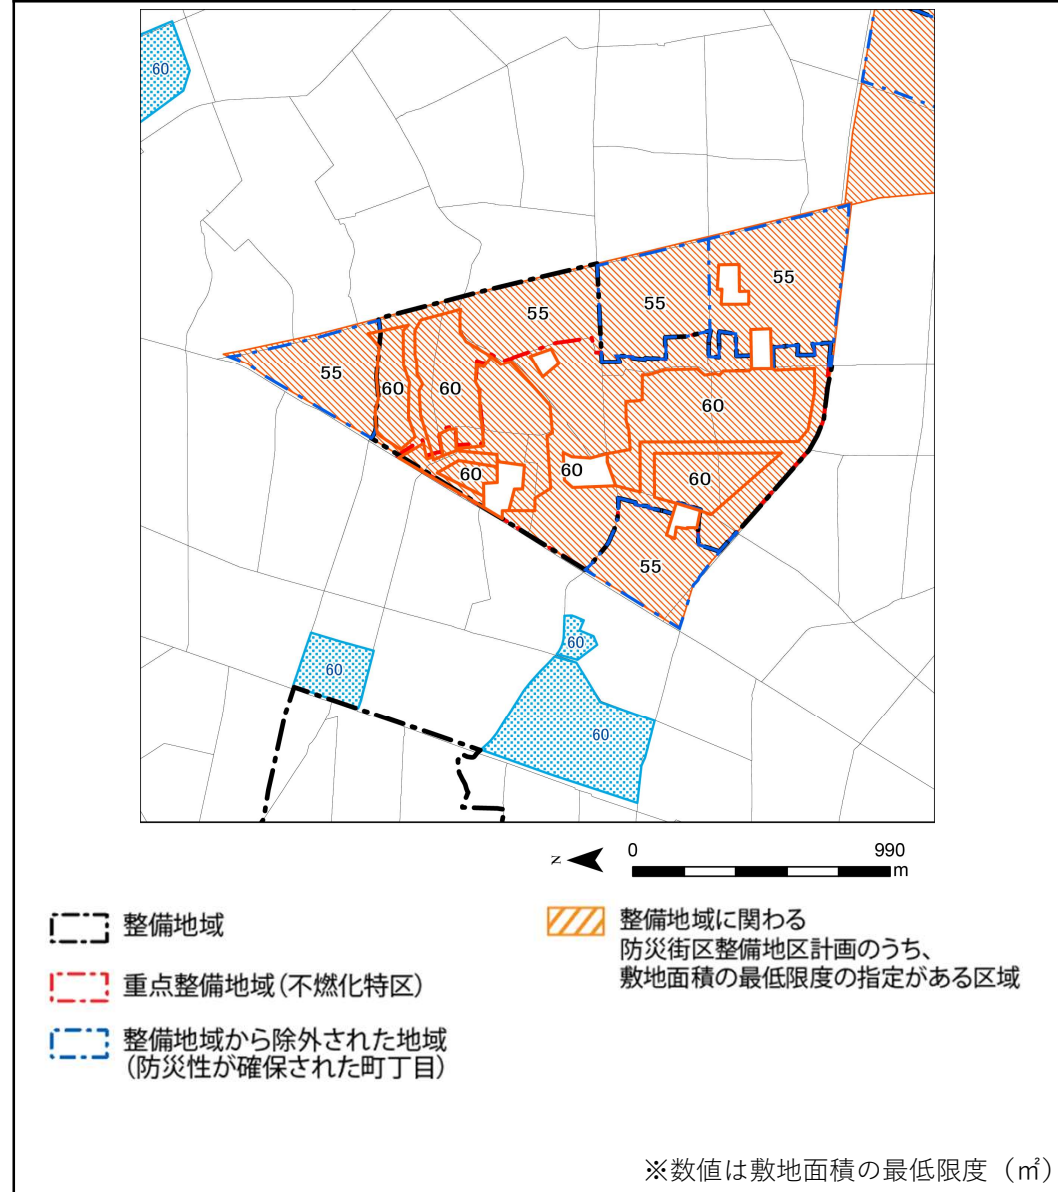 60
55
55
55
55
60
60
60
60
60
60
55
60
60
60
N
0
990
m
整備地域
重点整備地域(不燃化特区)
整備地域から除外された地域
(防災性が確保された町丁目)
整備地域に関わる
防災街区整備地区計画のうち、
敷地面積の最低限度の指定がある区域
※数値は敷地面積の最低限度（㎡）